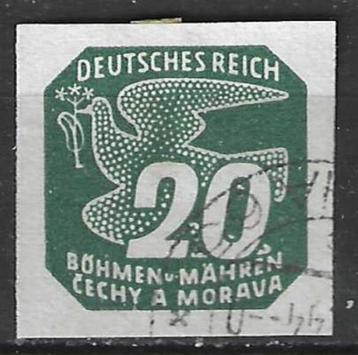 DEUTSCHES REICH
20
BÖHMEN u. MÄHREN
ČECHY A MORAVA